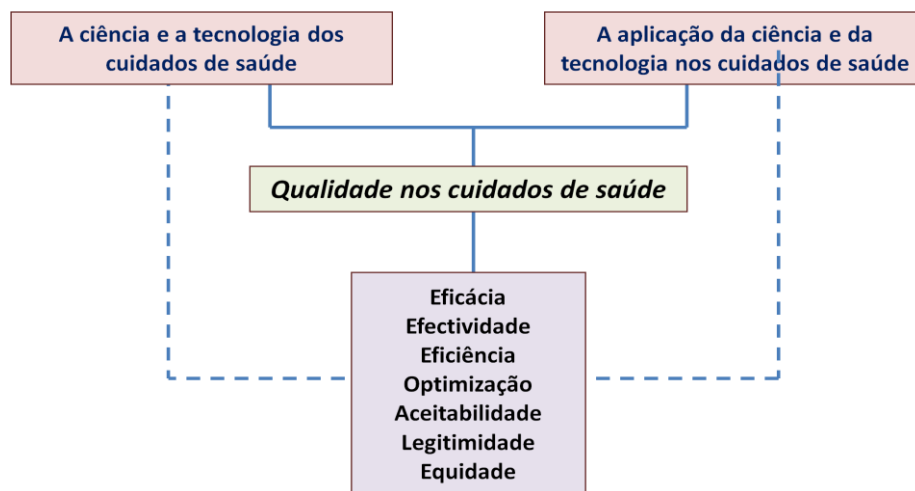 A ciência e a tecnologia dos
cuidados de saúde
A aplicação da ciência e da
tecnologia nos cuidados de saúde
Qualidade nos cuidados de saúde
Eficácia
Efectividade
Eficiência
Optimização
Aceitabilidade
Legitimidade
Equidade